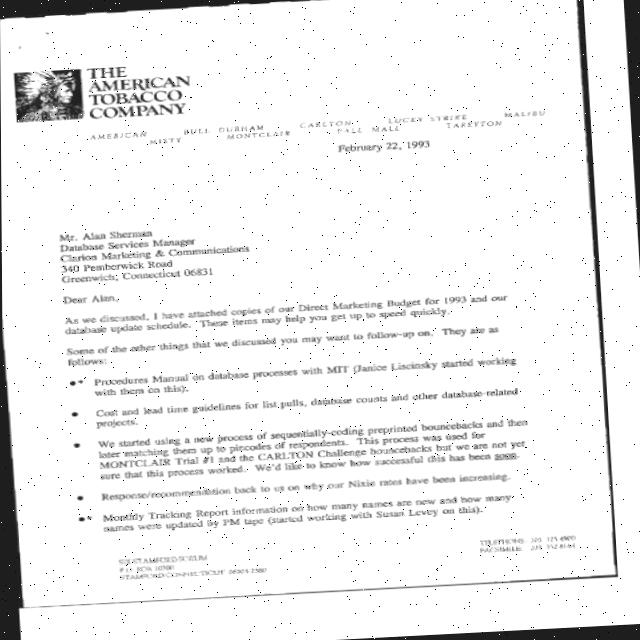 THE
AMERICAN
TOBACCO
COMPANY
AMERICAN BULL DURHAM CARLTON LUCKY STRIKE MALIBU
MISTY MONTCLAIR PALL MALL TAREYTON
February 22, 1993
Mr. Alan Sherman
Database Services Manager
Clarion Marketing & Communications
340 Pemberwick Road
Greenwich, Connecticut 06831
Dear Alan,
As we discussed, I have attached copies of our Direct Marketing Budget for 1993 and our
database update schedule. These items may help you get up to speed quickly.
Some of the other things that we discussed you may want to follow-up on. They are as
follows:
•* Procedures Manual on database processes with MIT (Janice Liscinsky started working
with them on this).
• Cost and lead time guidelines for list pulls, database counts and other database-related
projects.
• We started using a new process of sequentially-coding preprinted bouncebacks and then
later matching them up to pincodes of respondents. This process was used for
MONTCLAIR Trial #1 and the CARLTON Challenge bouncebacks but we are not yet
sure that this process worked. We'd like to know how successful this has been soon.
• Response/recommendation back to us on why our Nixie rates have been increasing.
•* Monthly Tracking Report information on how many names are new and how many
names were updated by PM tape (started working with Susan Levey on this).
SIX STAMFORD FORUM
P.O. BOX 10380
STAMFORD, CONNECTICUT
TELEPHONE
FACSIMILE